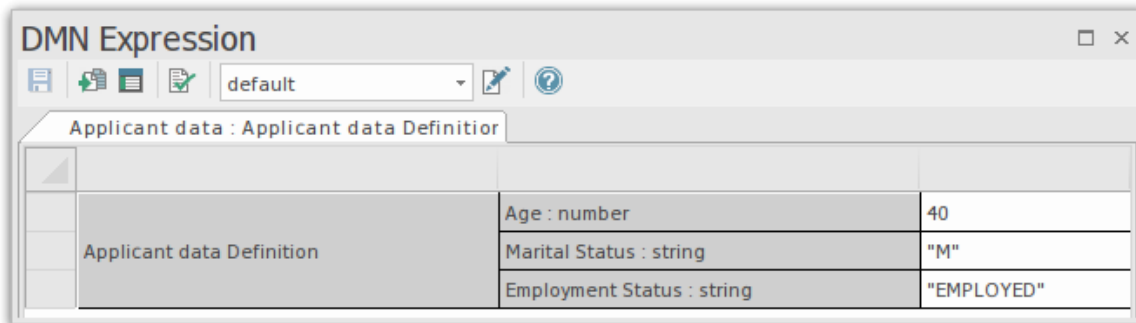 DMN Expression
default
Applicant data : Applicant data Definition
Age : number 40
Applicant data Definition Marital Status : string "M"
Employment Status : string "EMPLOYED"